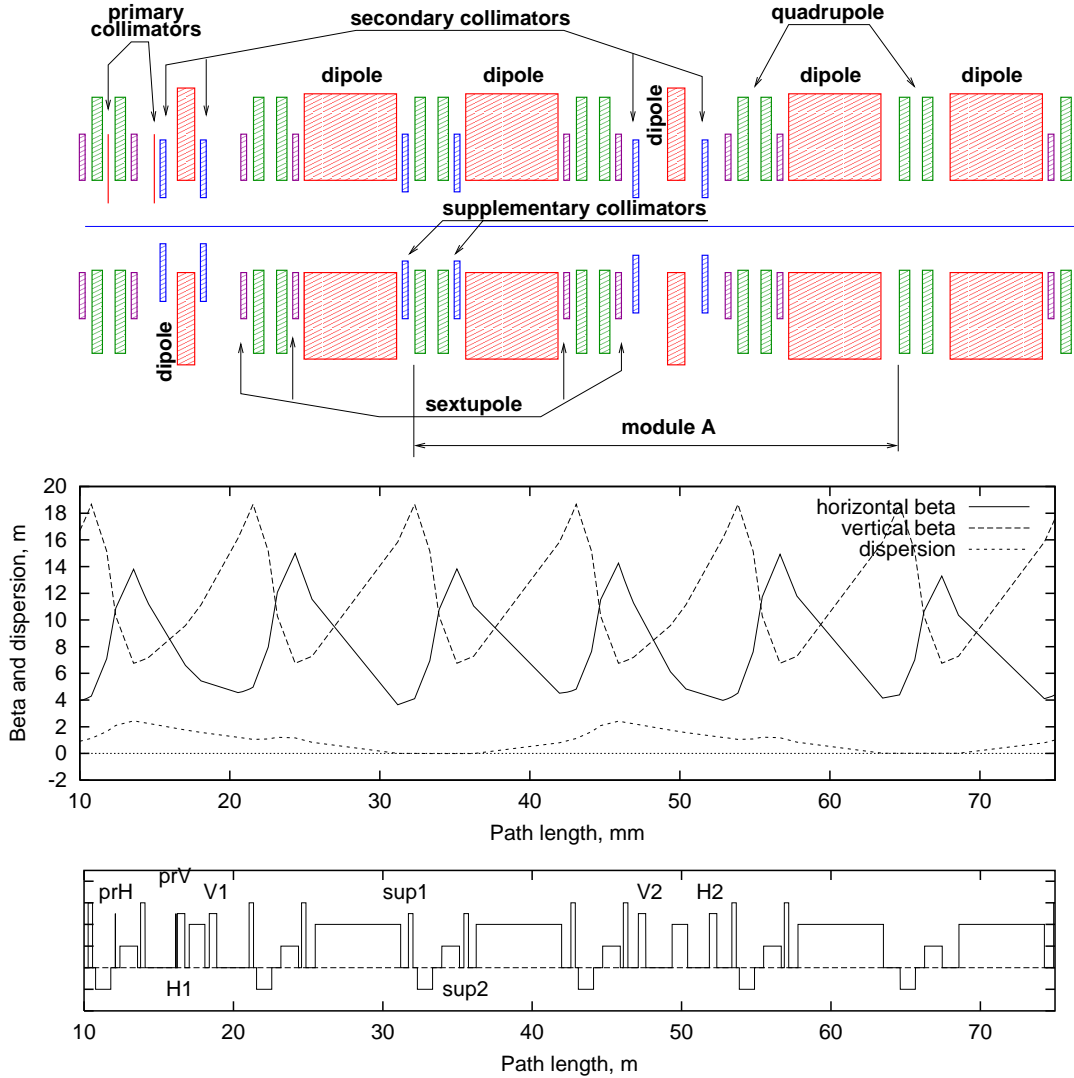 primary
collimators
secondary collimators
quadrupole
dipole
dipole
dipole
dipole
dipole
supplementary collimators
dipole
sextupole
module A
20
18
16
14
12
10
8
6
4
2
0
-2
Beta and dispersion, m
horizontal beta
vertical beta
dispersion
10 20 30 40 50 60 70
Path length, mm
prH
prV
V1
sup1
V2
H2
H1
sup2
10 20 30 40 50 60 70
Path length, m